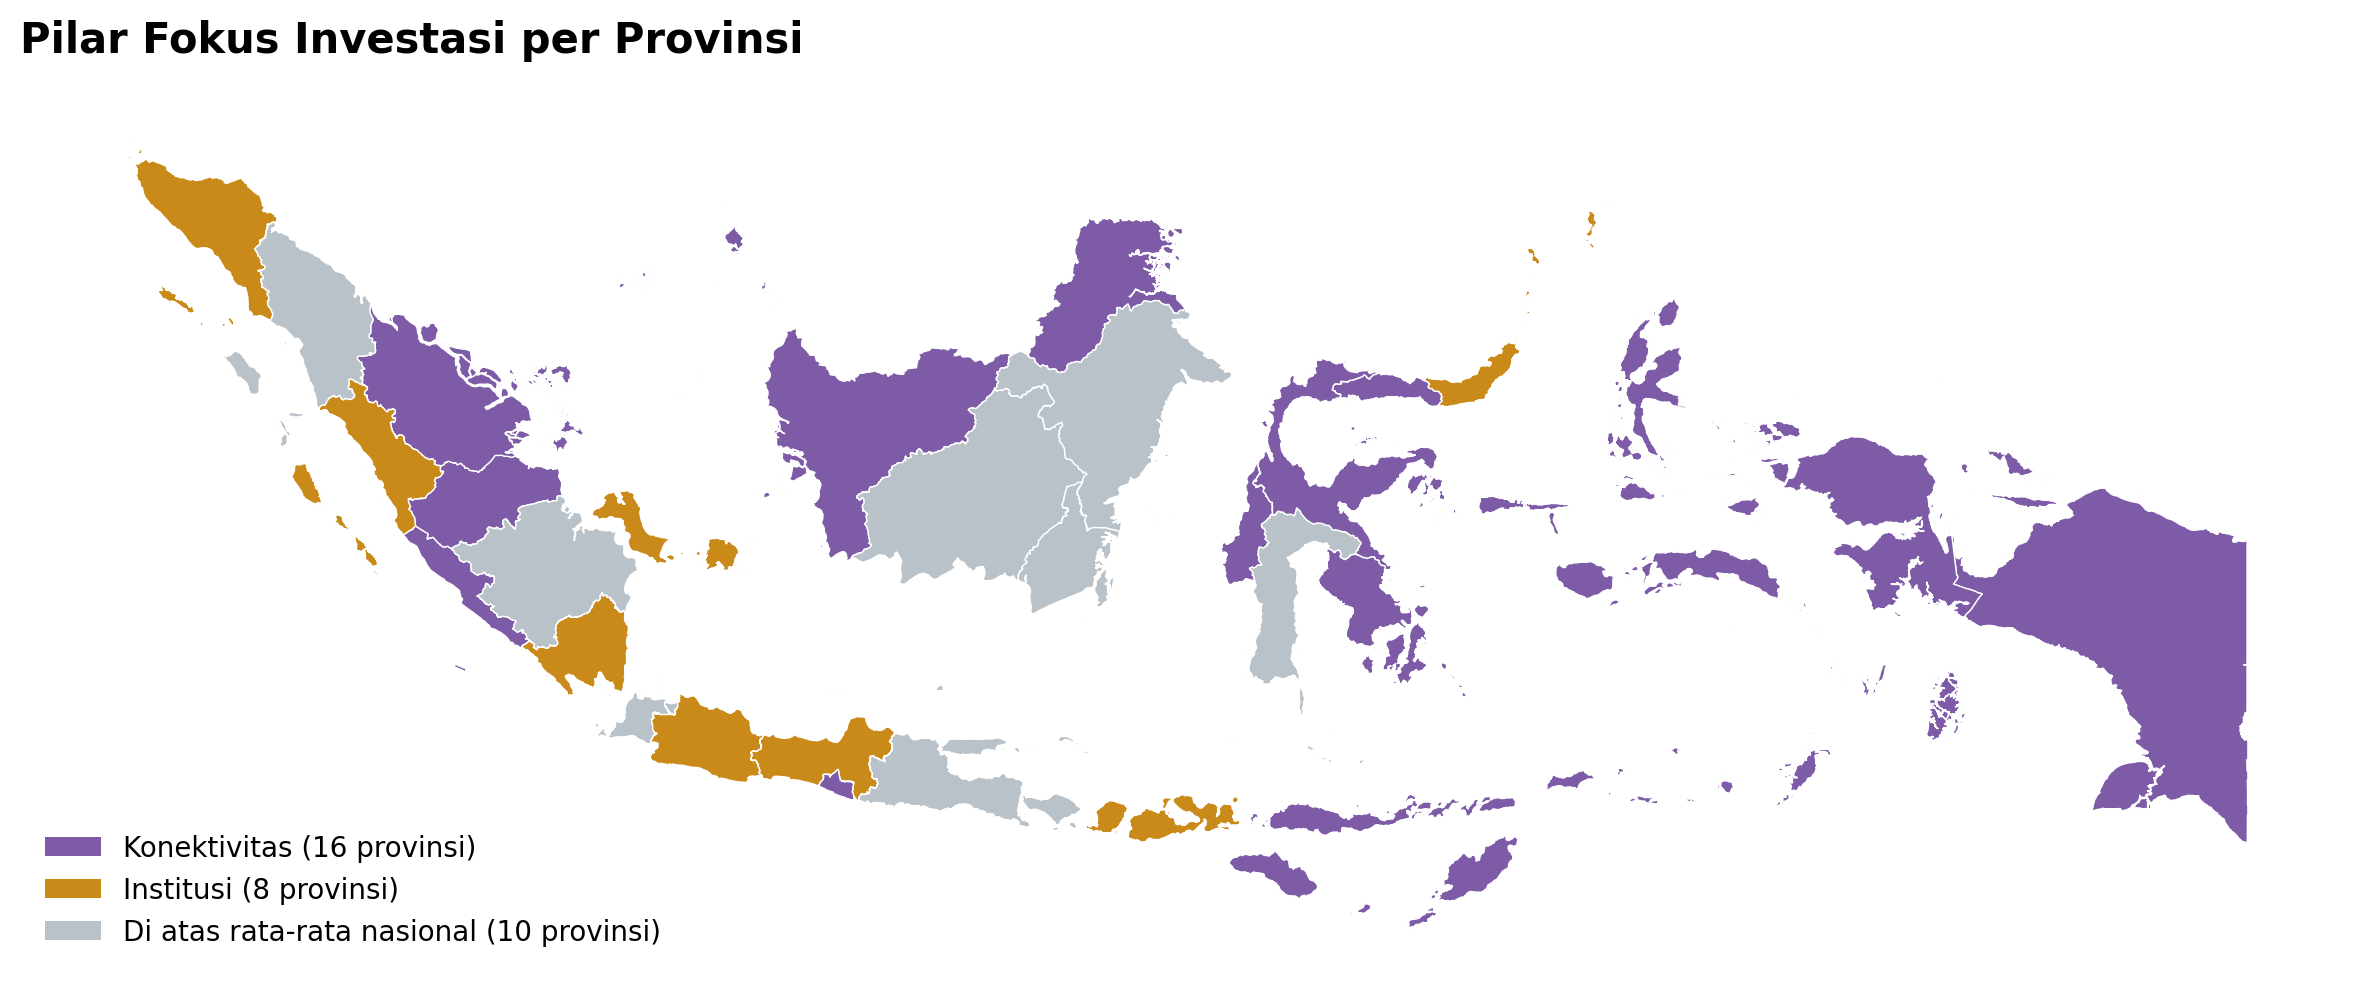 Pilar Fokus Investasi per Provinsi
Konektivitas (16 provinsi)
Institusi (8 provinsi)
Di atas rata-rata nasional (10 provinsi)